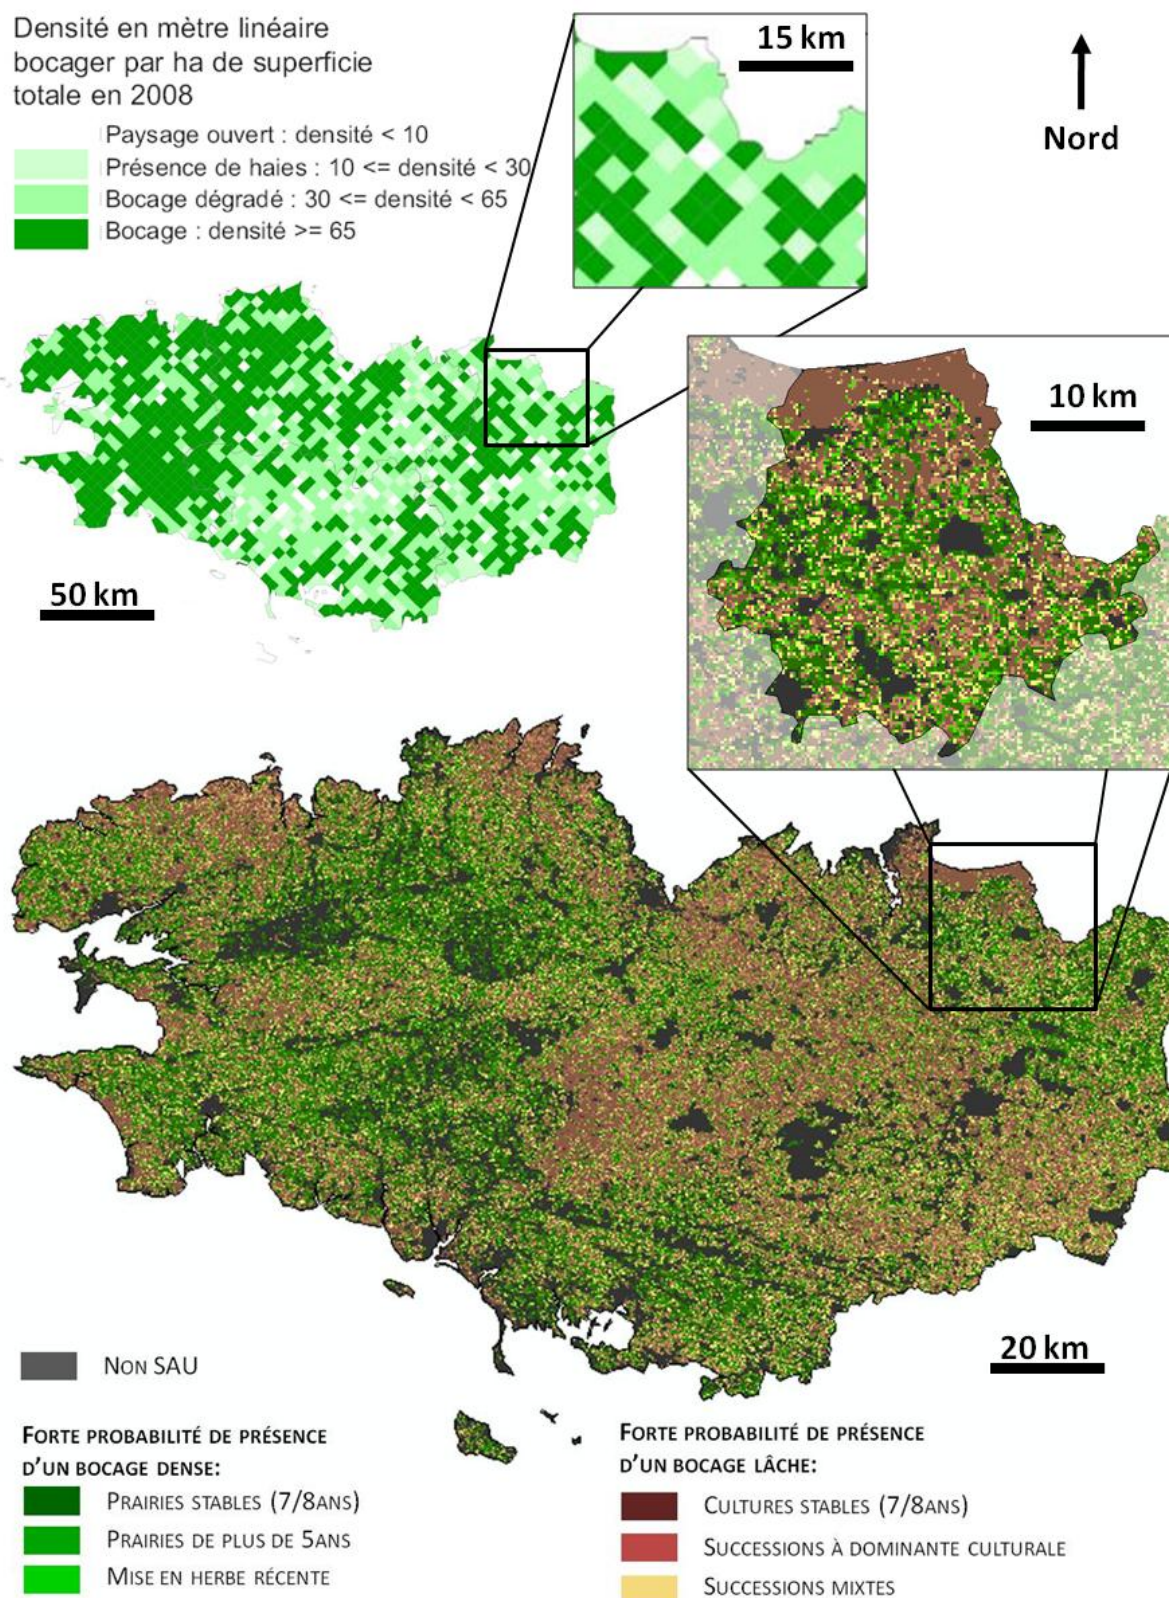 Densité en mètre linéaire
bocager par ha de superficie
totale en 2008
Paysage ouvert : densité < 10
Présence de haies : 10 <= densité < 30
Bocage dégradé : 30 <= densité < 65
Bocage : densité >= 65
15 km
Nord
10 km
50 km
20 km
NON SAU
FORTE PROBABILITÉ DE PRÉSENCE
D'UN BOCAGE DENSE:
PRAIRIES STABLES (7/8ANS)
PRAIRIES DE PLUS DE 5ANS
MISE EN HERBE RÉCENTE
FORTE PROBABILITÉ DE PRÉSENCE
D'UN BOCAGE LÂCHE:
CULTURES STABLES (7/8ANS)
SUCCESSIONS À DOMINANTE CULTURALE
SUCCESSIONS MIXTES